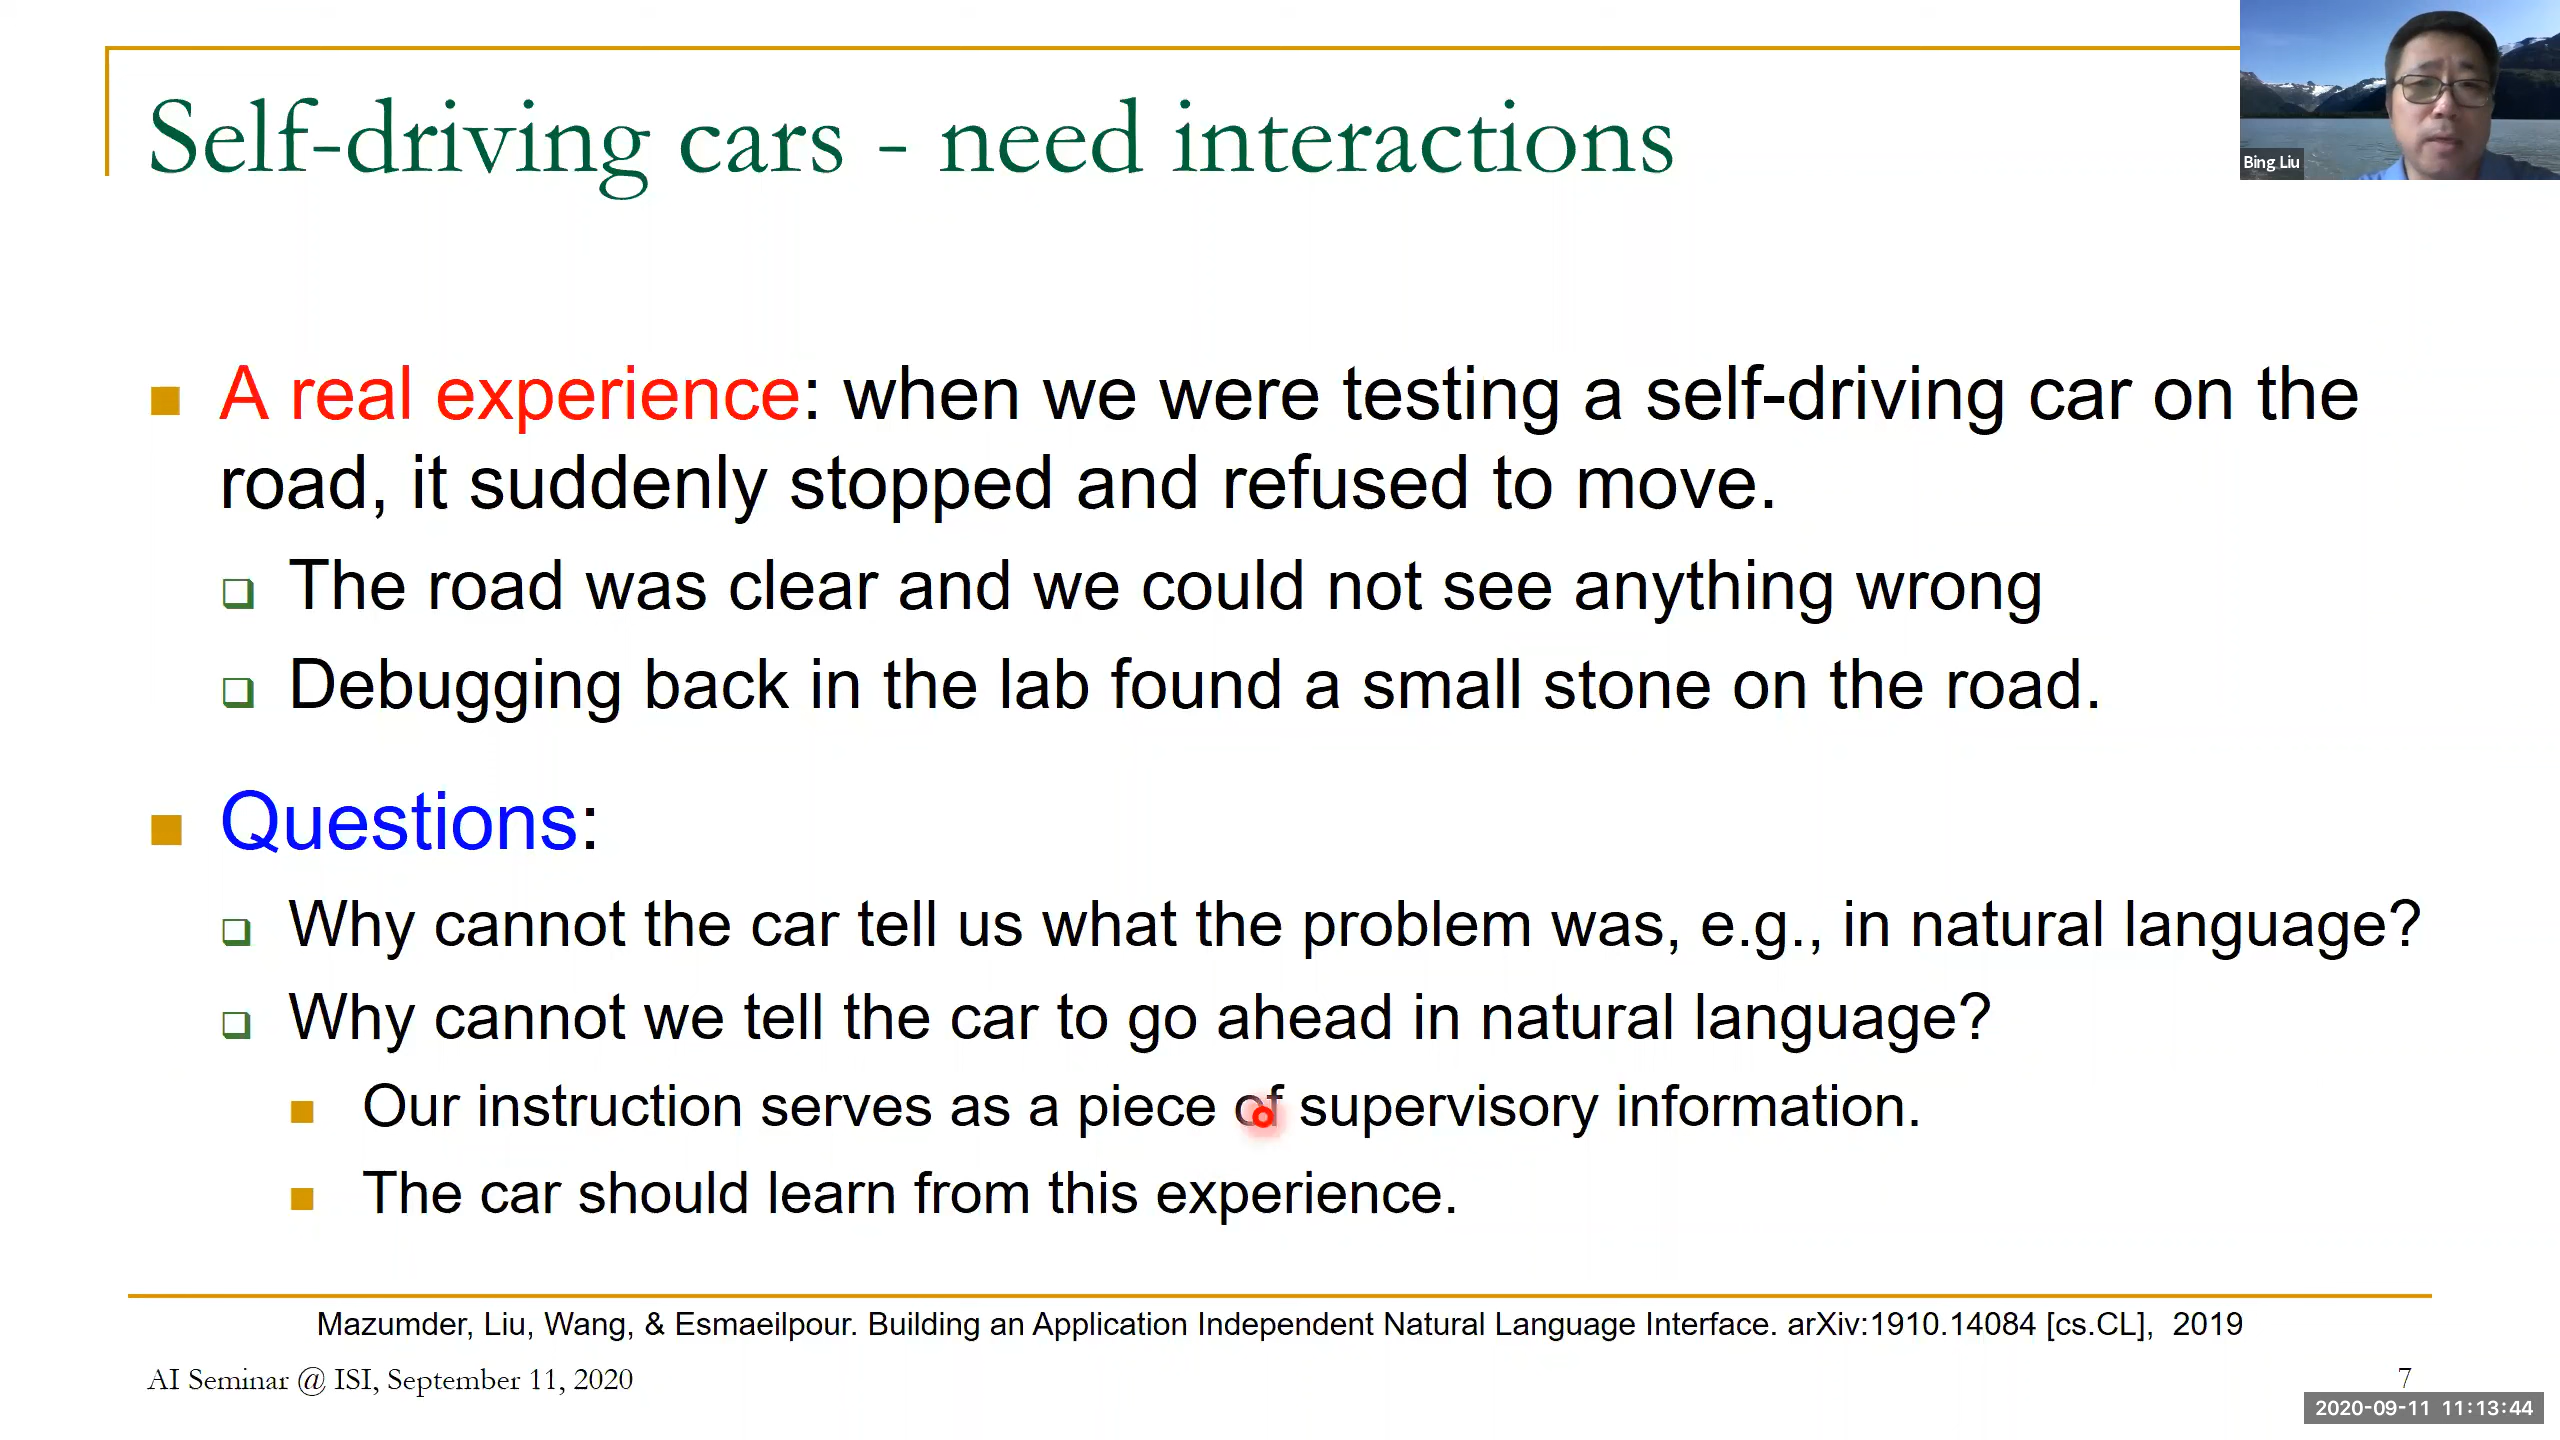 Self-driving cars - need interactions
Bing Liu
A real experience: when we were testing a self-driving car on the
road, it suddenly stopped and refused to move.
The road was clear and we could not see anything wrong
Debugging back in the lab found a small stone on the road.
Questions:
Why cannot the car tell us what the problem was, e.g., in natural language?
Why cannot we tell the car to go ahead in natural language?
Our instruction serves as a piece of supervisory information.
The car should learn from this experience.
Mazumder, Liu, Wang, & Esmaeilpour. Building an Application Independent Natural Language Interface. arXiv:1910.14084 [cs.CL], 2019
AI Seminar @ ISI, September 11, 2020
7
2020-09-11 11:13:44